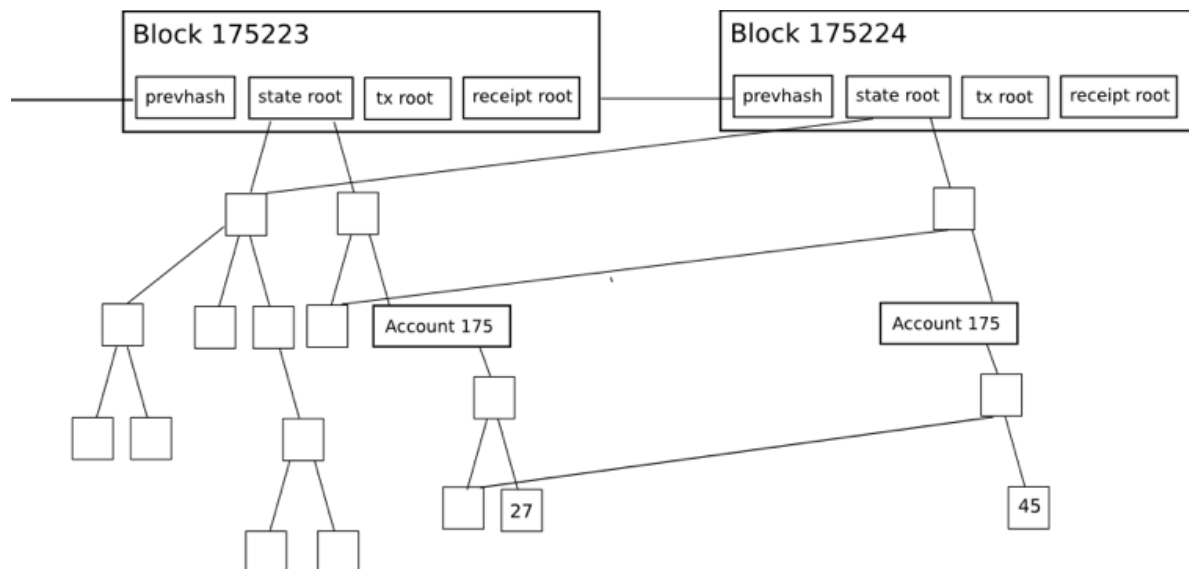 Block 175223
prevhash state root tx root receipt root
Block 175224
prevhash state root tx root receipt root
Account 175
Account 175
27
45